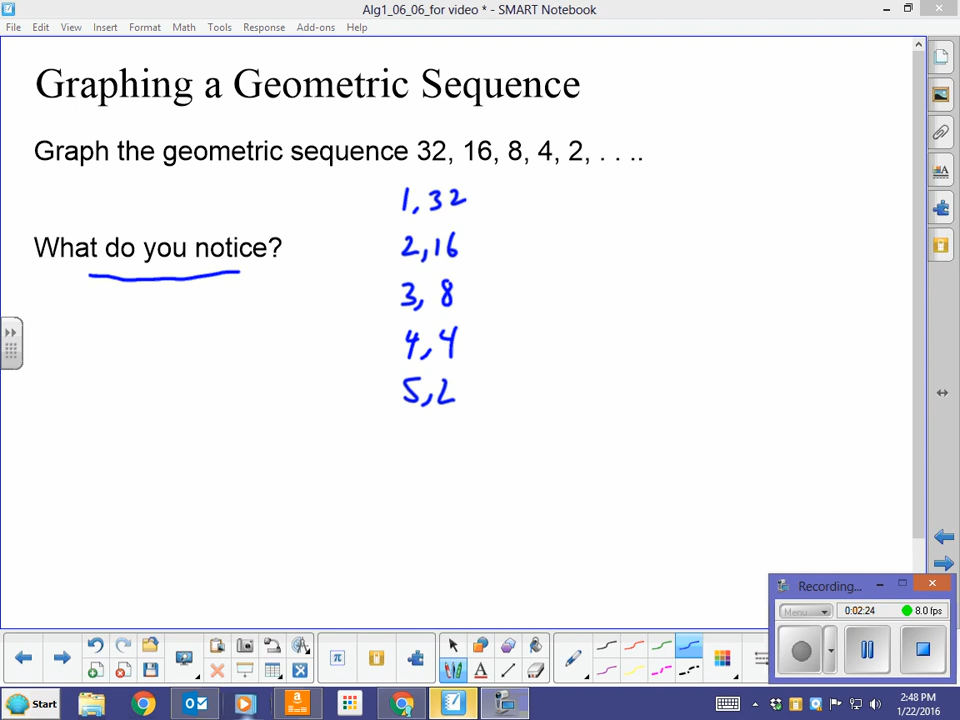 Alg1_06_06_for video * - SMART Notebook
File Edit View Insert Format Math Tools Response Add-ons Help
Graphing a Geometric Sequence
Graph the geometric sequence 32, 16, 8, 4, 2, . . ..
1, 32
What do you notice?
2, 16
3, 8
4, 4
5, 2
Recording...
Menu 0:02:24 8.0 fps
Start
2:48 PM
1/22/2016